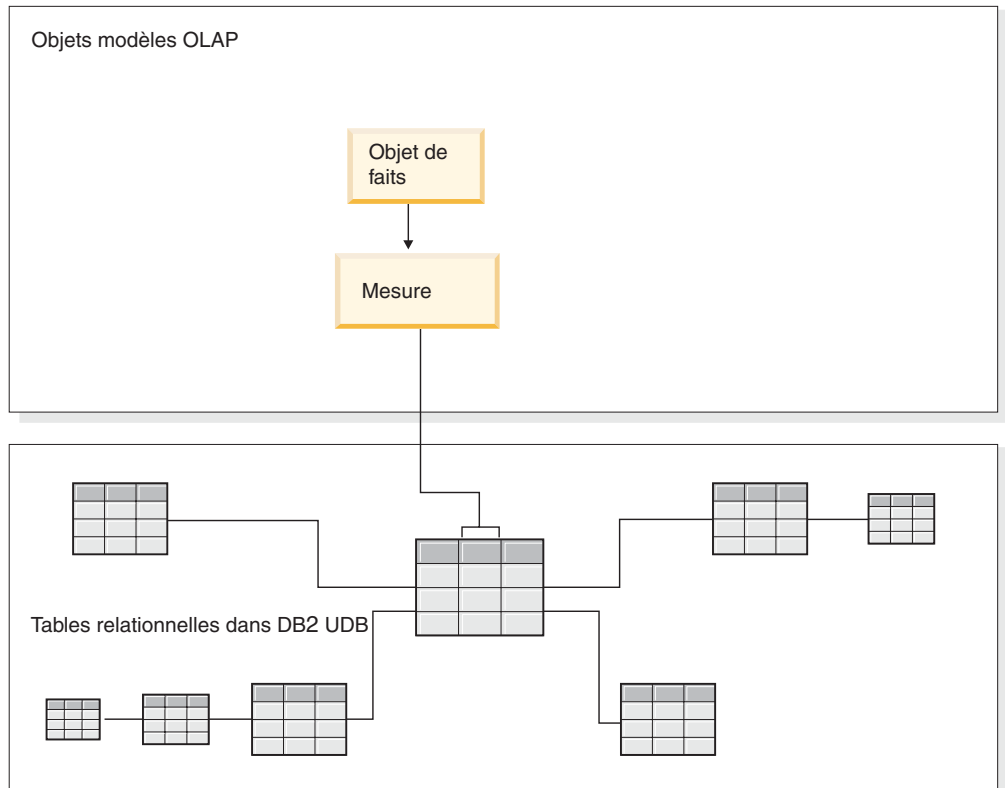 Objets modèles OLAP
Objet de
faits
Mesure
Tables relationnelles dans DB2 UDB